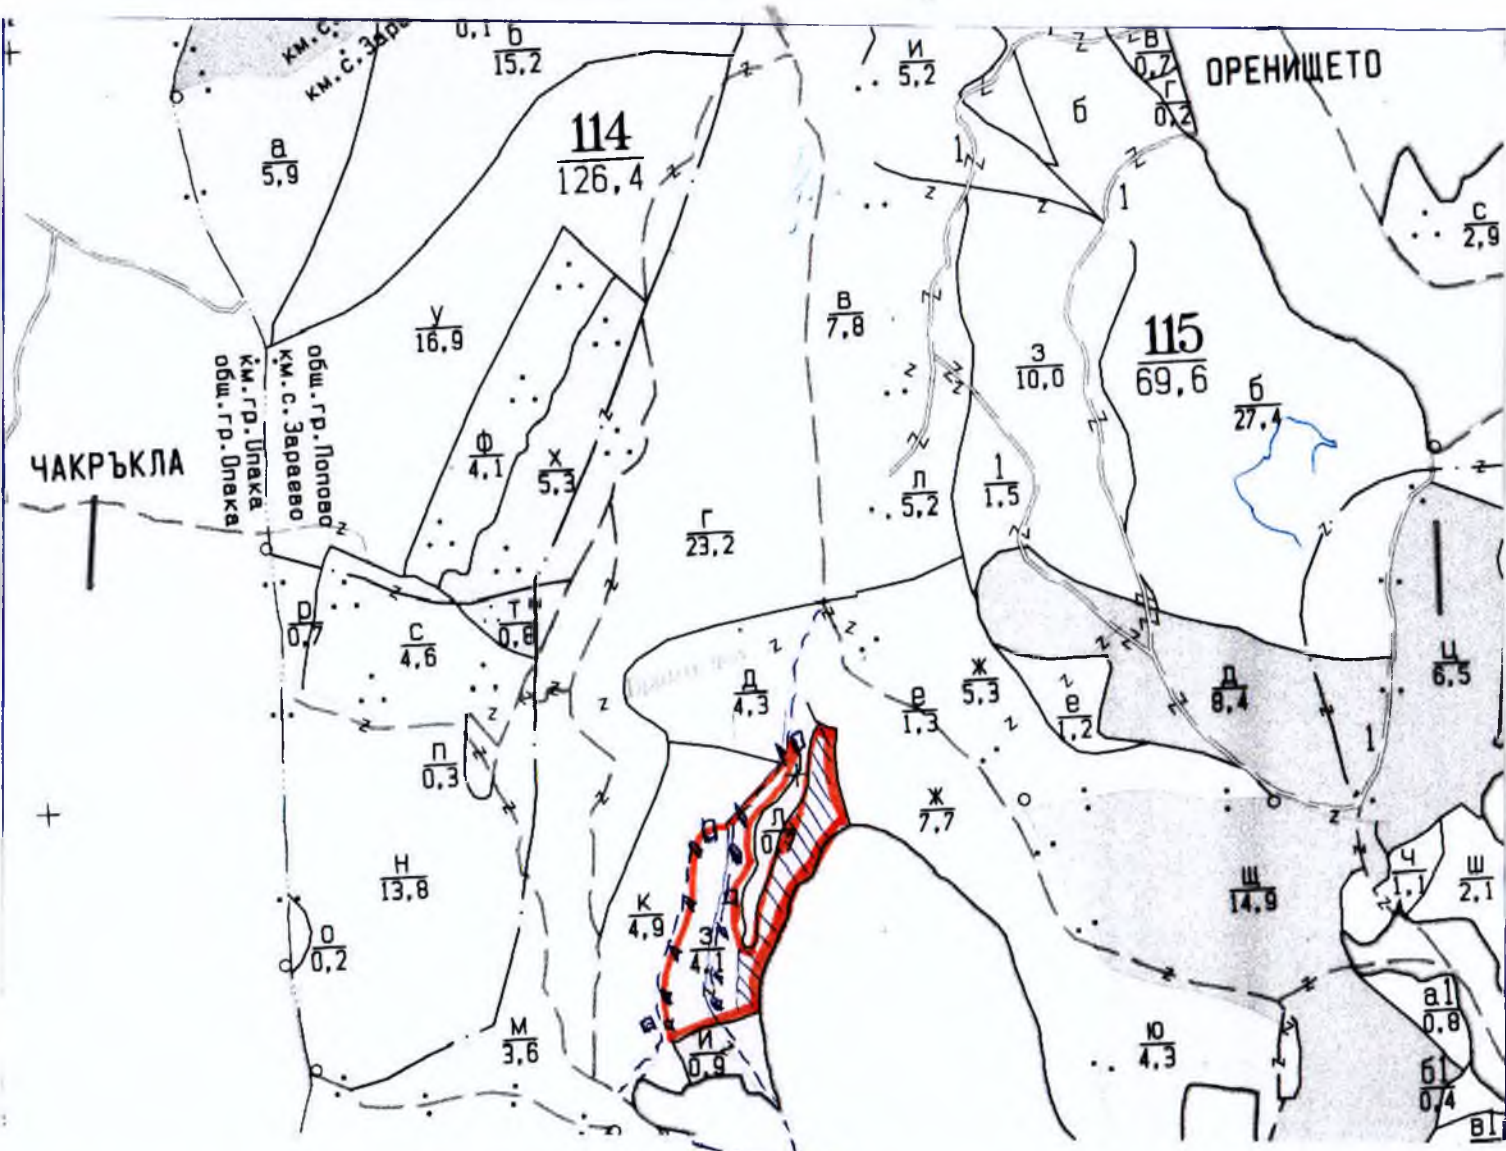 км. с.
км. с. Зара
0,1
б
15,2
И
5,2
В
0,7
Г
0,2
ОРЕНИЩЕТО
б
а
5,9
114
126,4
1
1
С
2,9
У
16,9
В
7,8
З
10,0
115
69,6
б
27,4
общ. гр. Попово
км. с. Зараево
км. гр. Опака
общ. гр. Опака
ЧАКРЪКЛА
Ф
4,1
Х
5,3
Л
5,2
1
1,5
Г
23,2
Р
0,7
С
4,6
Т
0,8
Д
4,3
е
1,3
Ж
5,3
е
1,2
Д
8,4
Ц
6,5
1
П
0,3
Ж
7,7
Л
Н
13,8
К
4,9
З
4,1
Щ
14,9
Ч
1,1
Ш
2,1
О
0,2
а1
0,8
М
3,6
И
0,9
Ю
4,3
б1
0,4
в1